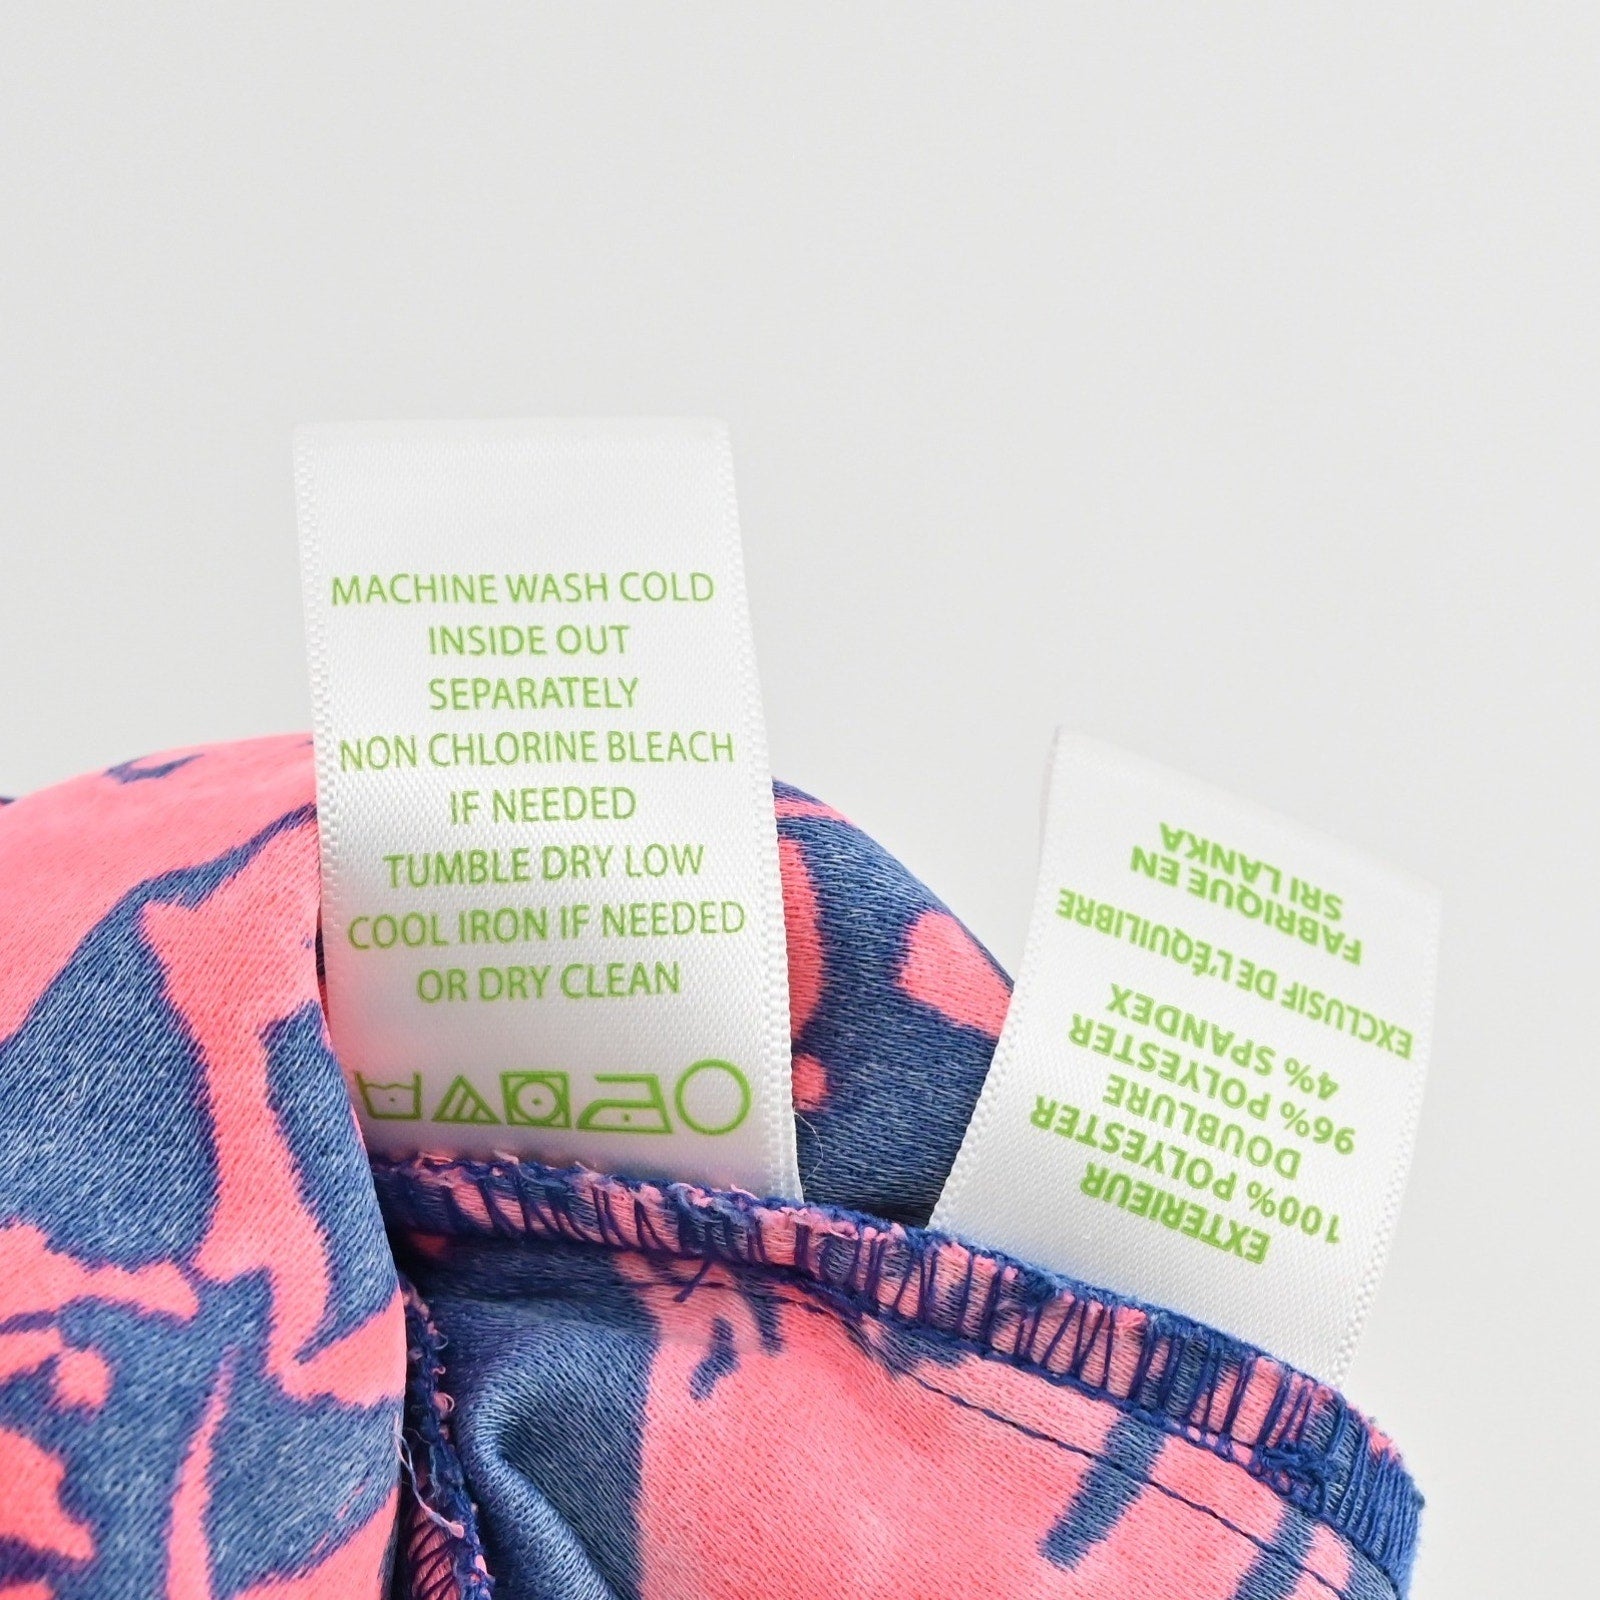 MACHINE WASH COLD
INSIDE OUT
SEPARATELY
NON CHLORINE BLEACH
IF NEEDED
TUMBLE DRY LOW
COOL IRON IF NEEDED
OR DRY CLEAN
EXTERIEUR
100% POLYESTER
DOUBLURE
96% POLYESTER
4% SPANDEX
EXCLUSIF DE L'ÉQUILIBRE
FABRIQUE EN
SRI LANKA